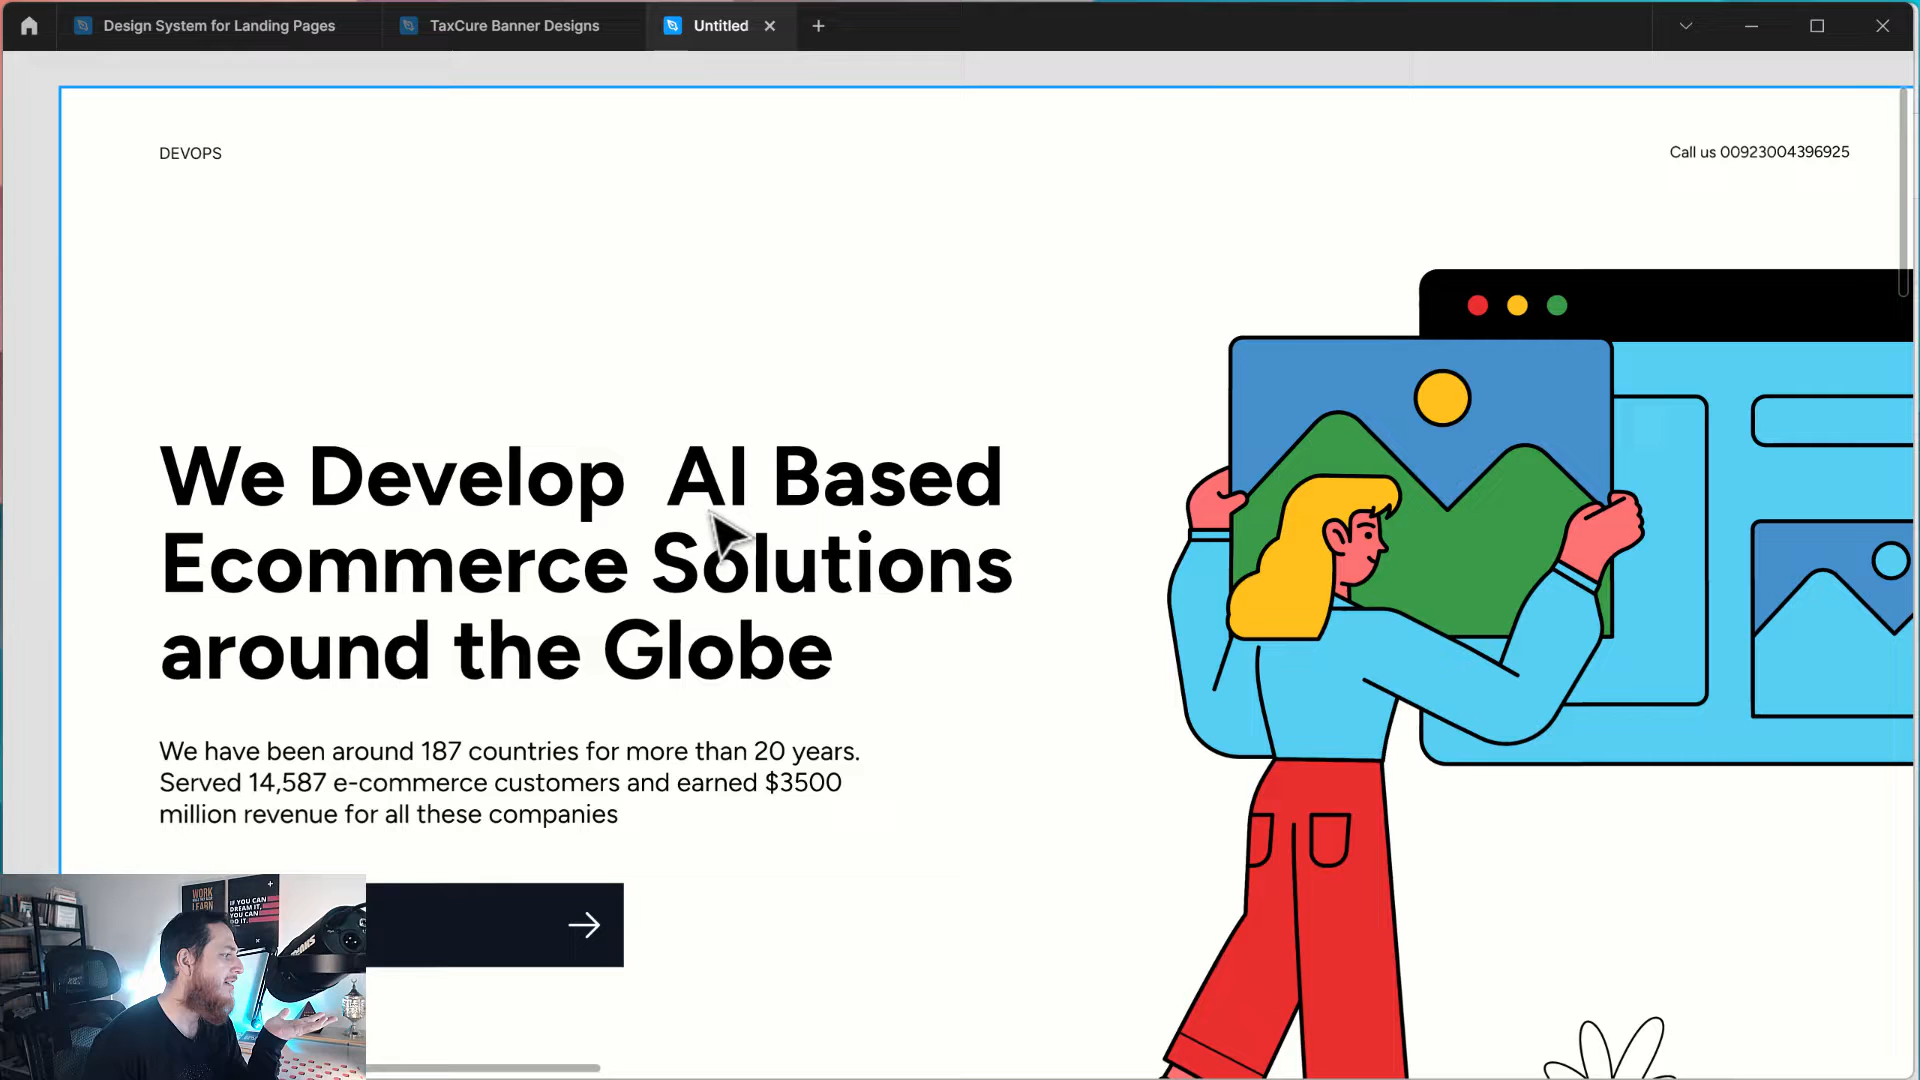 Design System for Landing Pages
TaxCure Banner Designs
Untitled
DEVOPS
Call us 00923004396925
We Develop  AI Based
Ecommerce Solutions
around the Globe
We have been around 187 countries for more than 20 years.
Served 14,587 e-commerce customers and earned $3500
million revenue for all these companies
WORK
LEARN
IF YOU CAN
DREAM IT,
YOU CAN
DO IT.